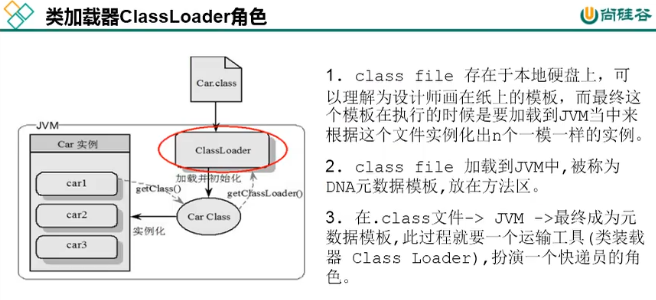 类加载器ClassLoader角色
尚硅谷
Car.class
JVM
Car 实例
car1
car2
car3
ClassLoader
加载并初始化
getClass()
getClassLoader()
Car Class
实例化
1. class file 存在于本地硬盘上, 可
以理解为设计师画在纸上的模板, 而最终这
个模板在执行的时候是要加载到JVM当中来
根据这个文件实例化出n个一模一样的实例。
2. class file 加载到JVM中,被称为
DNA元数据模板,放在方法区。
3. 在.class文件-> JVM ->最终成为元
数据模板,此过程就要一个运输工具(类装载
器 Class Loader),扮演一个快递员的角
色。